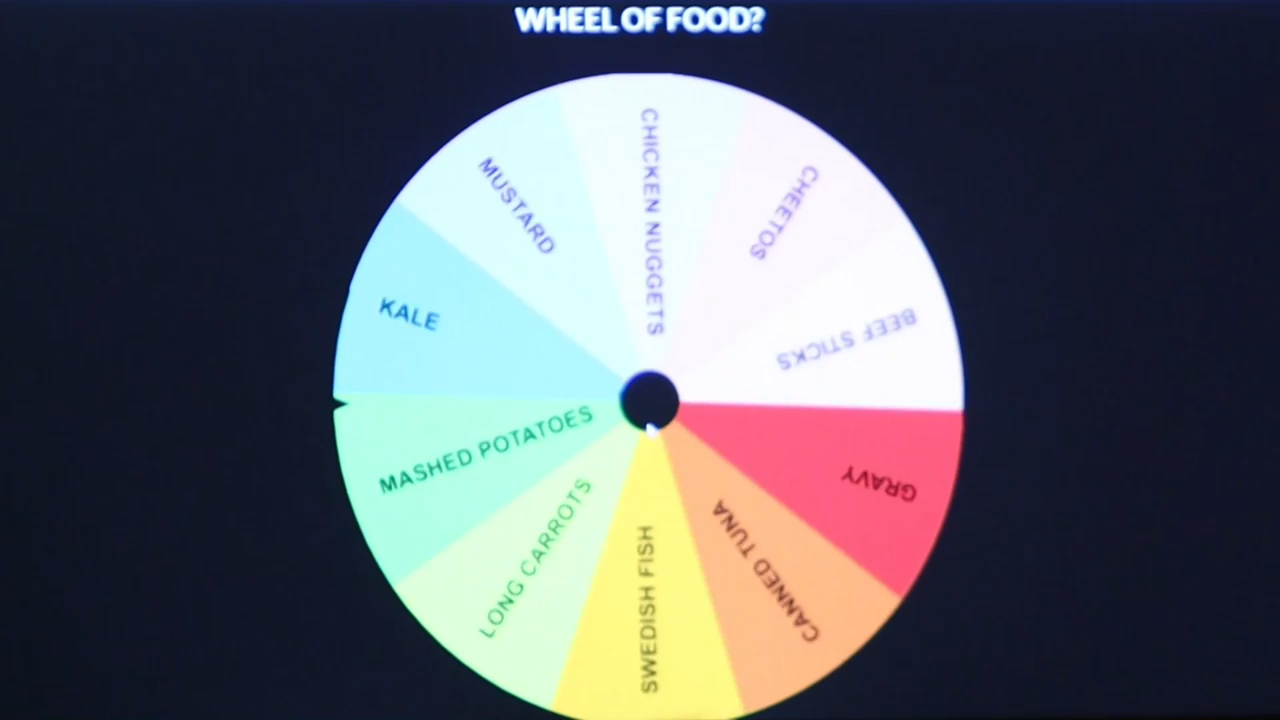 WHEEL OF FOOD?
CHICKEN NUGGETS
CHEETOS
BEEF STICKS
GRAVY
CANNED TUNA
SWEDISH FISH
LONG CARROTS
MASHED POTATOES
KALE
MUSTARD